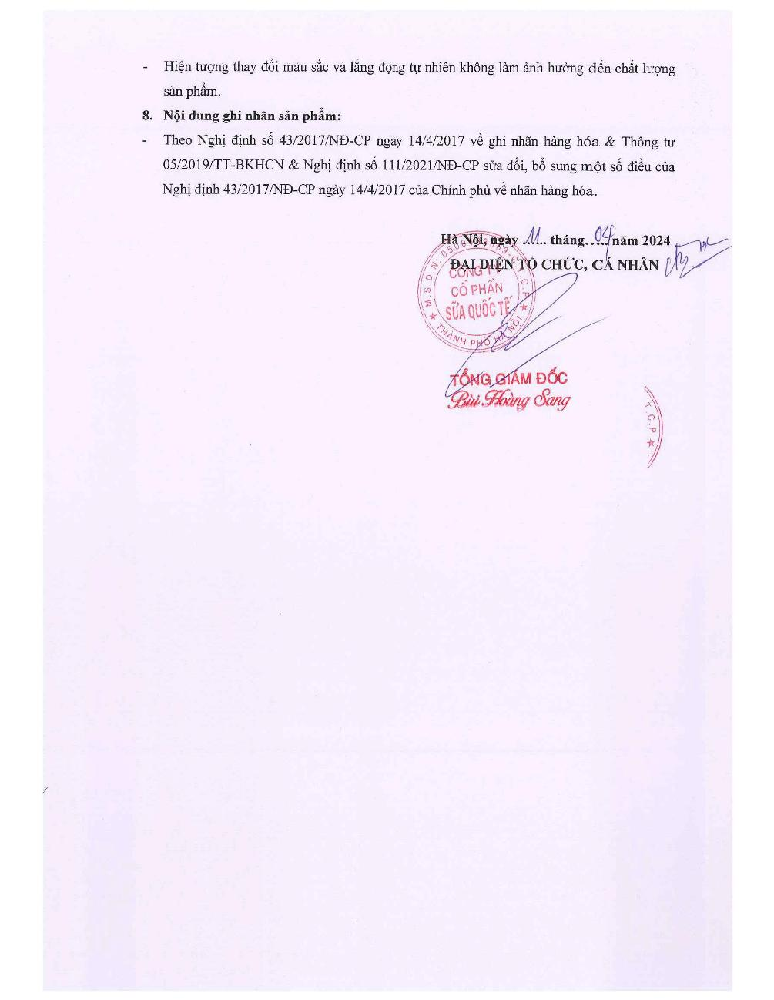 - Hiện tượng thay đổi màu sắc và lắng đọng tự nhiên không làm ảnh hưởng đến chất lượng
sản phẩm.
8. Nội dung ghi nhãn sản phẩm:
- Theo Nghị định số 43/2017/NĐ-CP ngày 14/4/2017 về ghi nhãn hàng hóa & Thông tư
05/2019/TT-BKHCN & Nghị định số 111/2021/NĐ-CP sửa đổi, bổ sung một số điều của
Nghị định 43/2017/NĐ-CP ngày 14/4/2017 của Chính phủ về nhãn hàng hóa.
Hà Nội, ngày 11 tháng 04 năm 2024
ĐẠI DIỆN TỔ CHỨC, CÁ NHÂN
CÔNG TY
CỔ PHẦN
SỮA QUỐC TẾ
★ THÀNH PHỐ HÀ NỘI ★
TỔNG GIÁM ĐỐC
Bùi Hoàng Sang
T.C.P ★